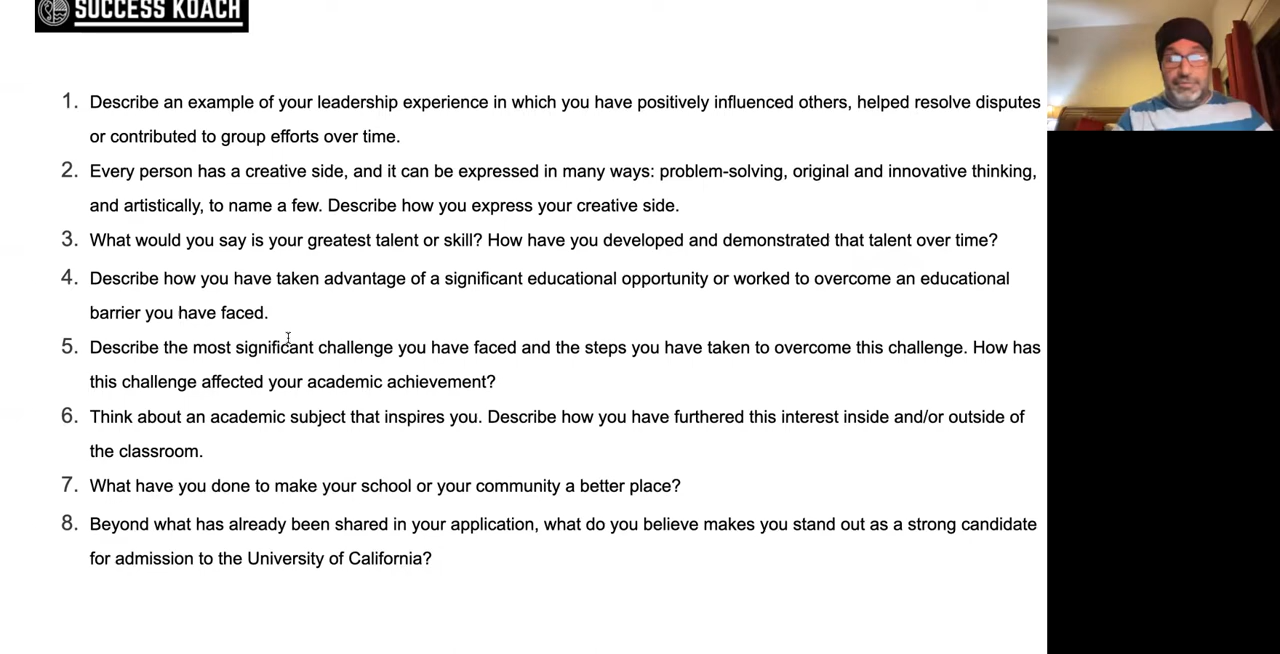 SUCCESS KOACH
1. Describe an example of your leadership experience in which you have positively influenced others, helped resolve disputes
or contributed to group efforts over time.
2. Every person has a creative side, and it can be expressed in many ways: problem-solving, original and innovative thinking,
and artistically, to name a few. Describe how you express your creative side.
3. What would you say is your greatest talent or skill? How have you developed and demonstrated that talent over time?
4. Describe how you have taken advantage of a significant educational opportunity or worked to overcome an educational
barrier you have faced.
5. Describe the most significant challenge you have faced and the steps you have taken to overcome this challenge. How has
this challenge affected your academic achievement?
6. Think about an academic subject that inspires you. Describe how you have furthered this interest inside and/or outside of
the classroom.
7. What have you done to make your school or your community a better place?
8. Beyond what has already been shared in your application, what do you believe makes you stand out as a strong candidate
for admission to the University of California?